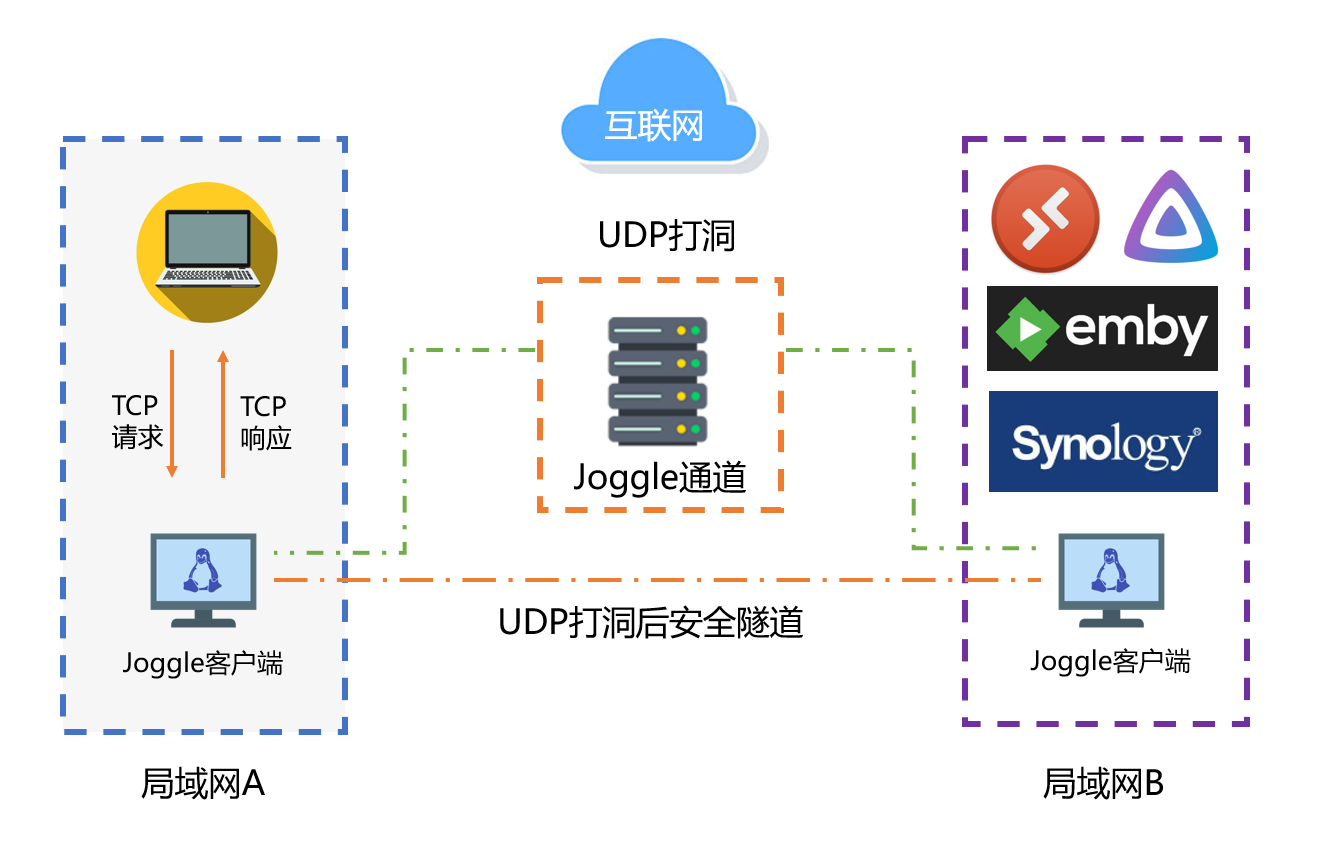 互联网
UDP打洞
Joggle通道
TCP
请求
TCP
响应
Joggle客户端
局域网A
UDP打洞后安全隧道
emby
Synology®
Joggle客户端
局域网B